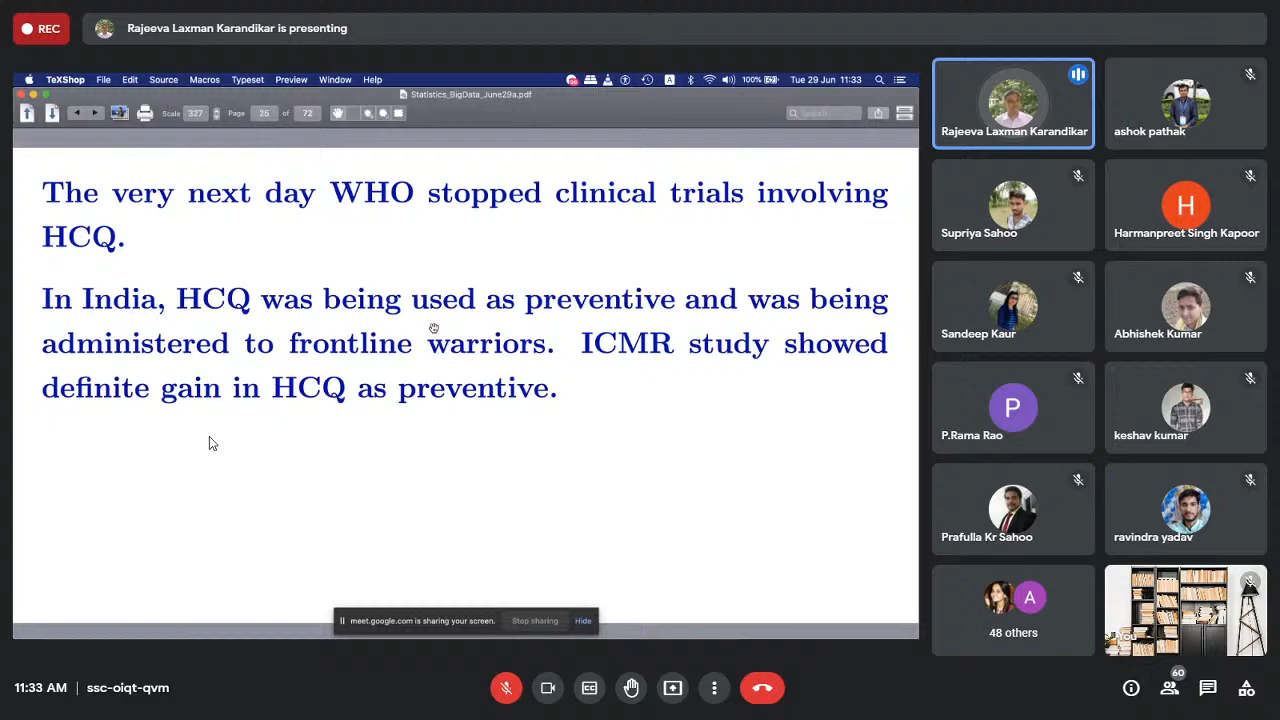 REC
Rajeeva Laxman Karandikar is presenting
TeXShop File Edit Source Macros Typeset Preview Window Help 100% Tue 29 Jun 11:33
Statistics_BigData_June29a.pdf
Scale 327 Page 25 of 72 Search
The very next day WHO stopped clinical trials involving
HCQ.
In India, HCQ was being used as preventive and was being
administered to frontline warriors. ICMR study showed
definite gain in HCQ as preventive.
meet.google.com is sharing your screen. Stop sharing Hide
Rajeeva Laxman Karandikar
ashok pathak
Supriya Sahoo
H
Harmanpreet Singh Kapoor
Sandeep Kaur
Abhishek Kumar
P
P.Rama Rao
keshav kumar
Prafulla Kr Sahoo
ravindra yadav
A
48 others
You
11:33 AM | ssc-oiqt-qvm
60